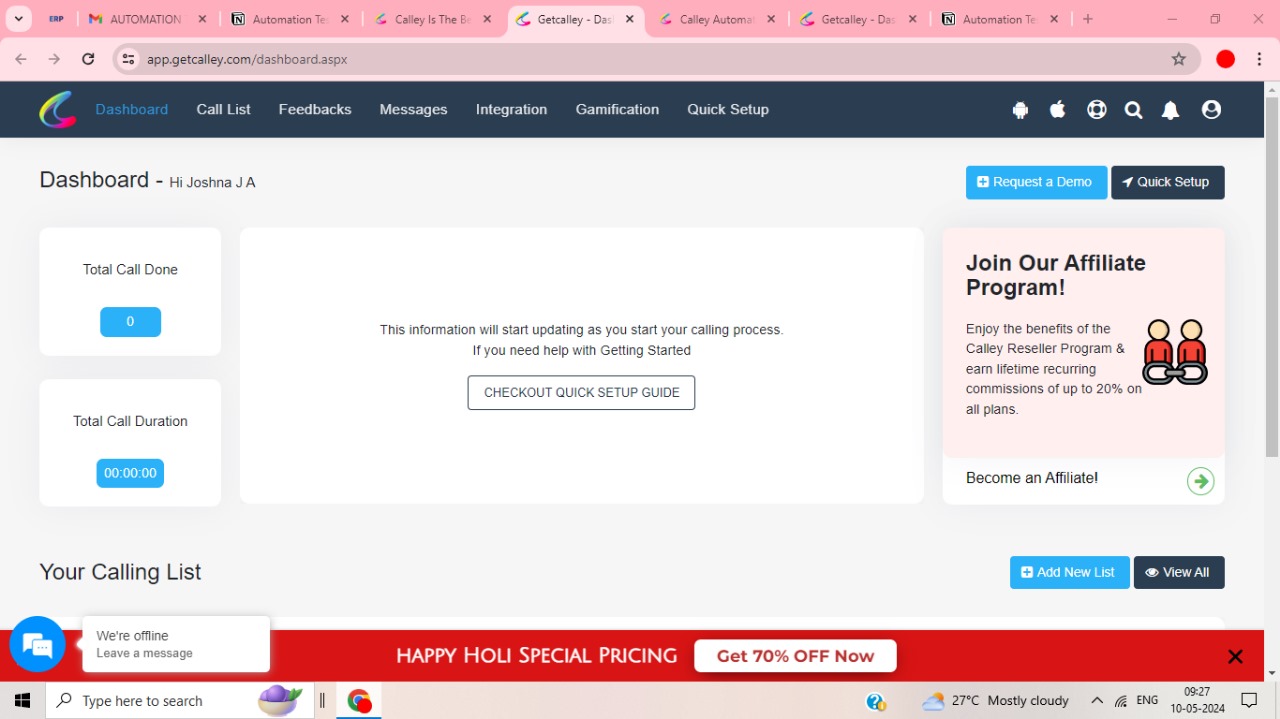 ERP
AUTOMATION
Automation Te
Calley Is The Be
Getcalley - Das
Calley Automat
Getcalley - Das
Automation Te
app.getcalley.com/dashboard.aspx
Dashboard
Call List
Feedbacks
Messages
Integration
Gamification
Quick Setup
Dashboard - Hi Joshna J A
Request a Demo
Quick Setup
Total Call Done
0
Total Call Duration
00:00:00
This information will start updating as you start your calling process.
If you need help with Getting Started
CHECKOUT QUICK SETUP GUIDE
Join Our Affiliate
Program!
Enjoy the benefits of the
Calley Reseller Program &
earn lifetime recurring
commissions of up to 20% on
all plans.
Become an Affiliate!
Your Calling List
Add New List
View All
We're offline
Leave a message
Happy Holi Special Pricing
Get 70% OFF Now
Type here to search
27°C Mostly cloudy
ENG
09:27
10-05-2024